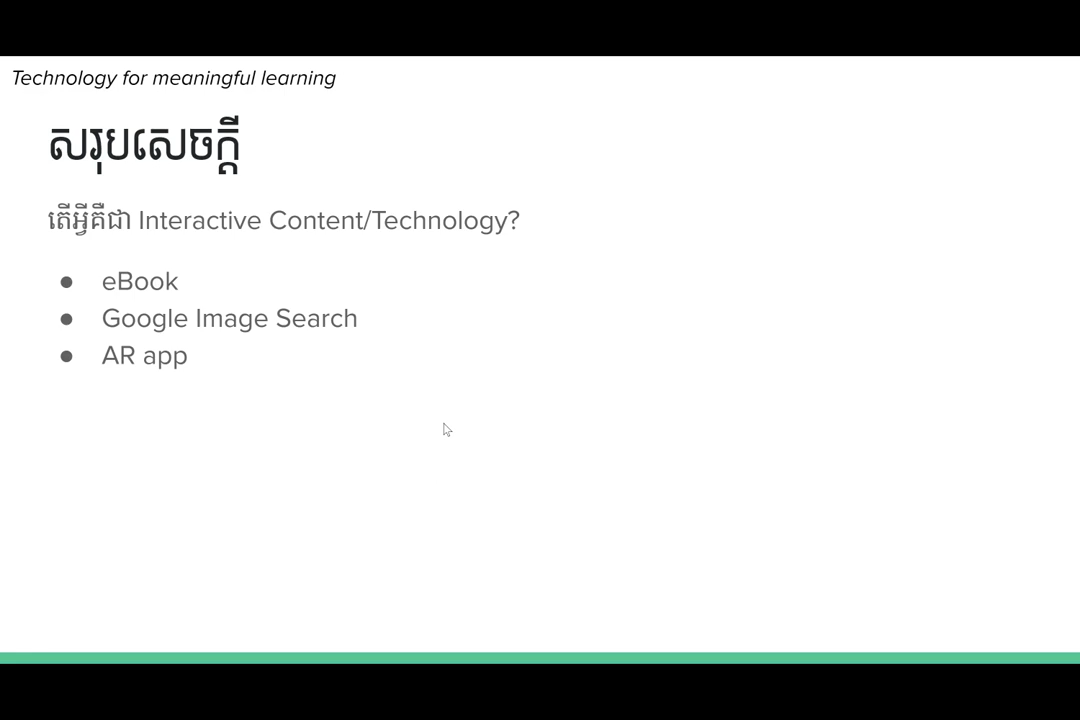 Technology for meaningful learning
សរុបសេចក្តី
តើអ្វីគឺជា Interactive Content/Technology?
● eBook
● Google Image Search
● AR app